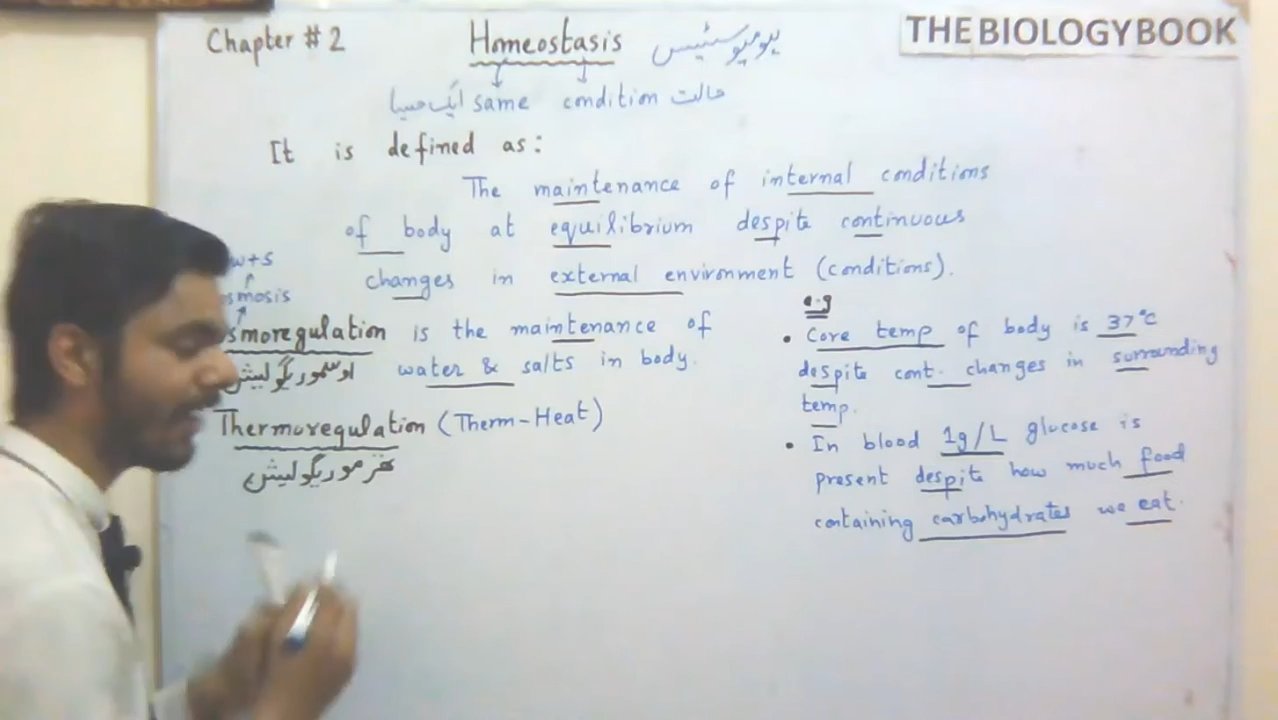 Chapter # 2 Homeostasis ہومیوسٹیسس
THE BIOLOGY BOOK
ایک جیسا same condition حالت
It is defined as:
The maintenance of internal conditions
of body at equilibrium despite continuous
changes in external environment (conditions).
w+s
smosis
smoregulation is the maintenance of
اوسموریگولیشن water & salts in body.
Thermoregulation (Therm-Heat)
تھرموریگولیشن
e.g
• Core temp of body is 37°C
despite cont. changes in surrounding
temp.
• In blood 1g/L glucose is
present despite how much food
containing carbohydrates we eat.